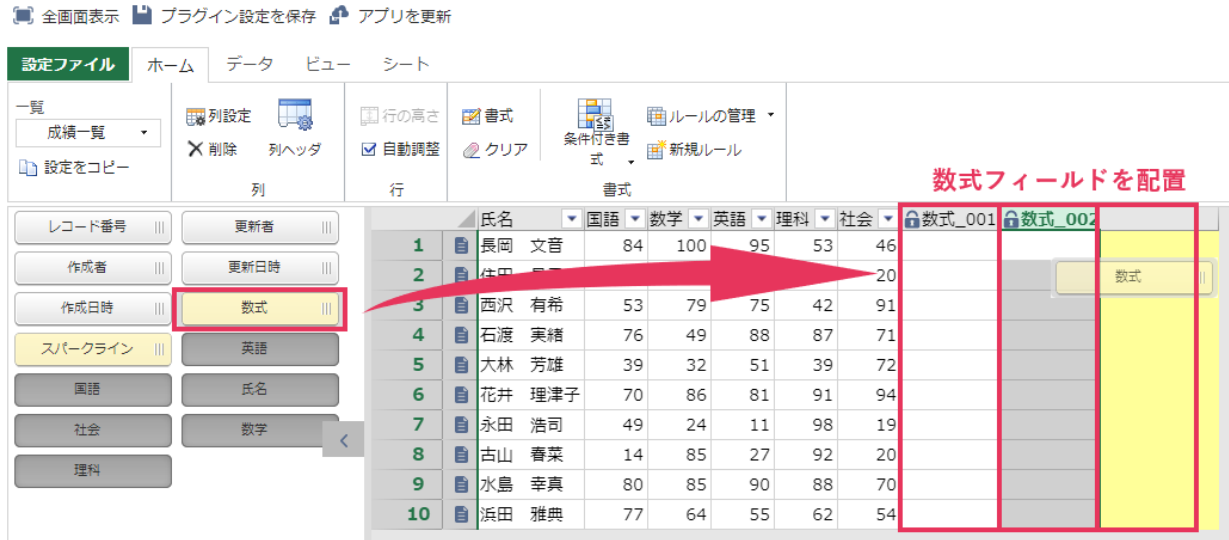 全画面表示 プラグイン設定を保存 アプリを更新
設定ファイル ホーム データ ビュー シート
一覧
成績一覧
設定をコピー
列設定
削除
列ヘッダ
列
行の高さ
自動調整
行
書式
クリア
条件付き書
式
ルールの管理
新規ルール
書式
数式フィールドを配置
レコード番号 更新者
作成者 更新日時
作成日時 数式
スパークライン 英語
国語 氏名
社会 数学
理科
氏名 国語 数学 英語 理科 社会 数式_001 数式_002
1 長岡 文音 84 100 95 53 46
2 20
数式
3 西沢 有希 53 79 75 42 91
4 石渡 実緒 76 49 88 87 71
5 大林 芳雄 39 32 51 39 72
6 花井 理津子 70 86 81 91 94
7 永田 浩司 49 24 11 98 19
8 古山 春菜 14 85 27 92 20
9 水島 幸真 80 85 90 88 70
10 浜田 雅典 77 64 55 62 54